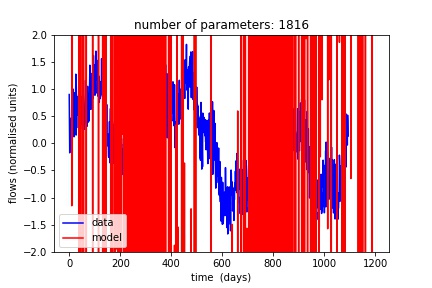 number of parameters: 1816
flows (normalised units)
2.0
1.5
1.0
0.5
0.0
−0.5
−1.0
−1.5
−2.0
data
model
0 200 400 600 800 1000 1200
time (days)